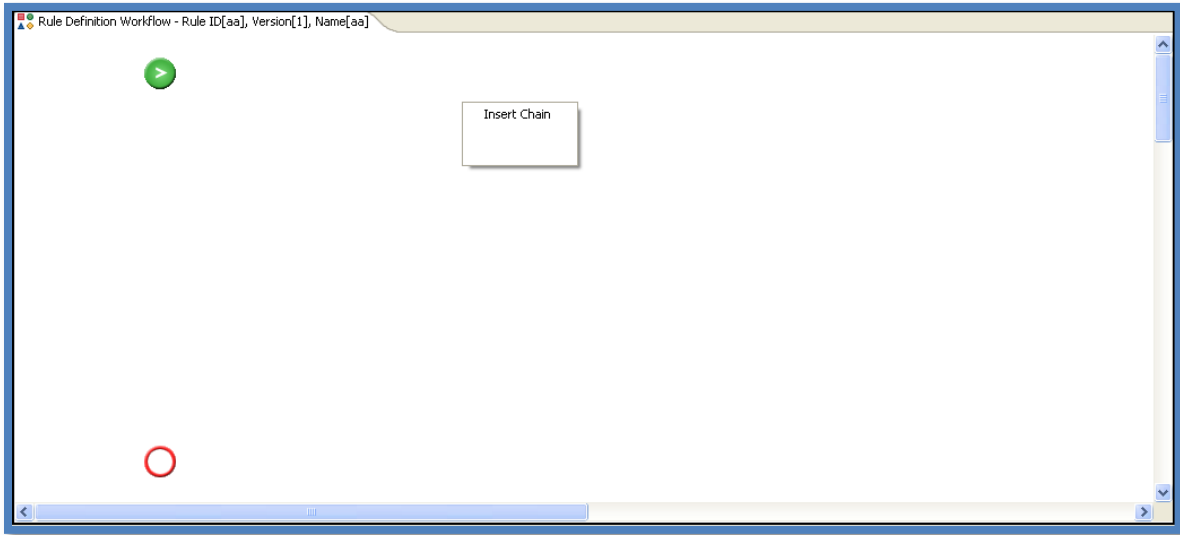 Rule Definition Workflow - Rule ID[aa], Version[1], Name[aa]
Insert Chain